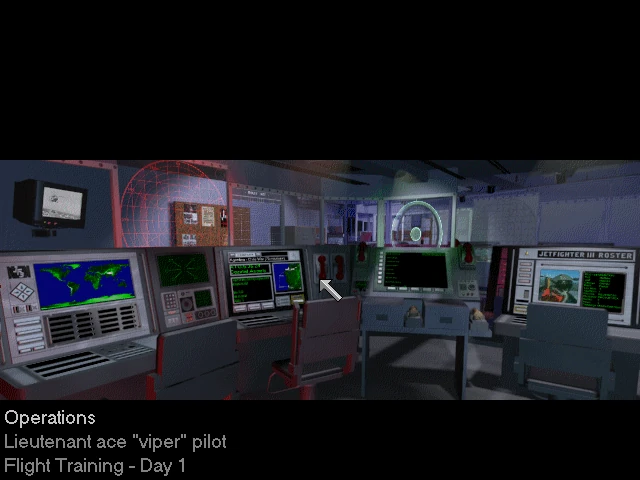 JETFIGHTER III ROSTER
Operations
Lieutenant ace "viper" pilot
Flight Training - Day 1